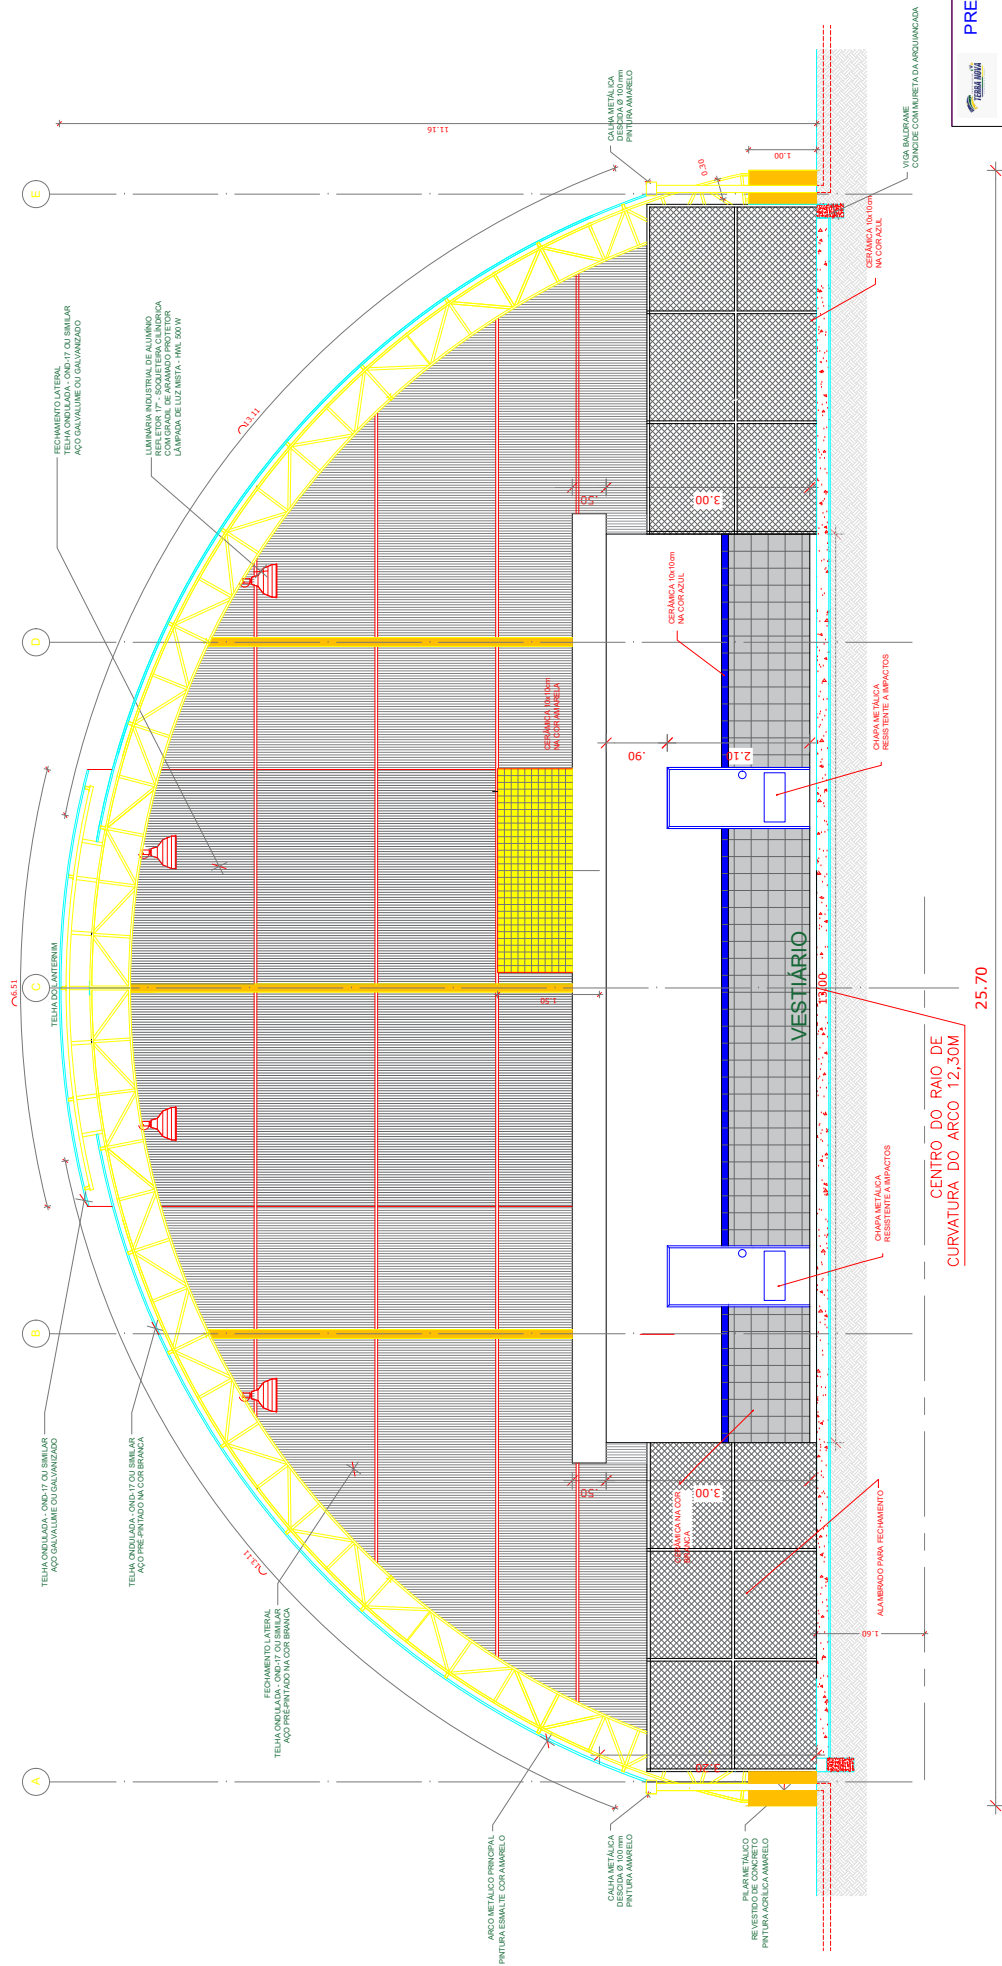 E
D
C
B
A
11.16
CALHA METÁLICA
DESCIDA Ø 100 mm
PINTURA AMARELO
1.00
0.30
VIGA BALDRAME
COINCIDE COM MURETA DA ARQUIANCADA
PRE
TERRA NOVA
FECHAMENTO LATERAL
TELHA ONDULADA - OND-17 OU SIMILAR
AÇO GALVALUME OU GALVANIZADO
LUMINÁRIA INDUSTRIAL DE ALUMÍNIO
REFLETOR 17" - SOQUETEIRA CILÍNDRICA
COM GRADIL DE ARAMADO PROTETOR
LÂMPADA DE LUZ MISTA - HWL 500 W
13.11
CERÂMICA 10x10cm
NA COR AZUL
.50
3.00
CERÂMICA 10x10cm
NA COR AZUL
CERÂMICA 10x10cm
NA COR AMARELA
.90
2.10
CHAPA METÁLICA
RESISTENTE A IMPACTOS
6.51
TELHA DO LANTERNIM
1.50
VESTIÁRIO
13.00
CENTRO DO RAIO DE
CURVATURA DO ARCO 12,30M
25.70
CHAPA METÁLICA
RESISTENTE A IMPACTOS
TELHA ONDULADA - OND-17 OU SIMILAR
AÇO GALVALUME OU GALVANIZADO
TELHA ONDULADA - OND-17 OU SIMILAR
AÇO PRÉ-PINTADO NA COR BRANCA
13.11
FECHAMENTO LATERAL
TELHA ONDULADA - OND-17 OU SIMILAR
AÇO PRÉ-PINTADO NA COR BRANCA
.50
3.00
CERÂMICA NA COR
BRANCA
ALAMBRADO PARA FECHAMENTO
1.60
ARCO METÁLICO PRINCIPAL
PINTURA ESMALTE COR AMARELO
CALHA METÁLICA
DESCIDA Ø 100 mm
PINTURA AMARELO
PILAR METÁLICO
REVESTIDO DE CONCRETO
PINTURA ACRÍLICA AMARELO